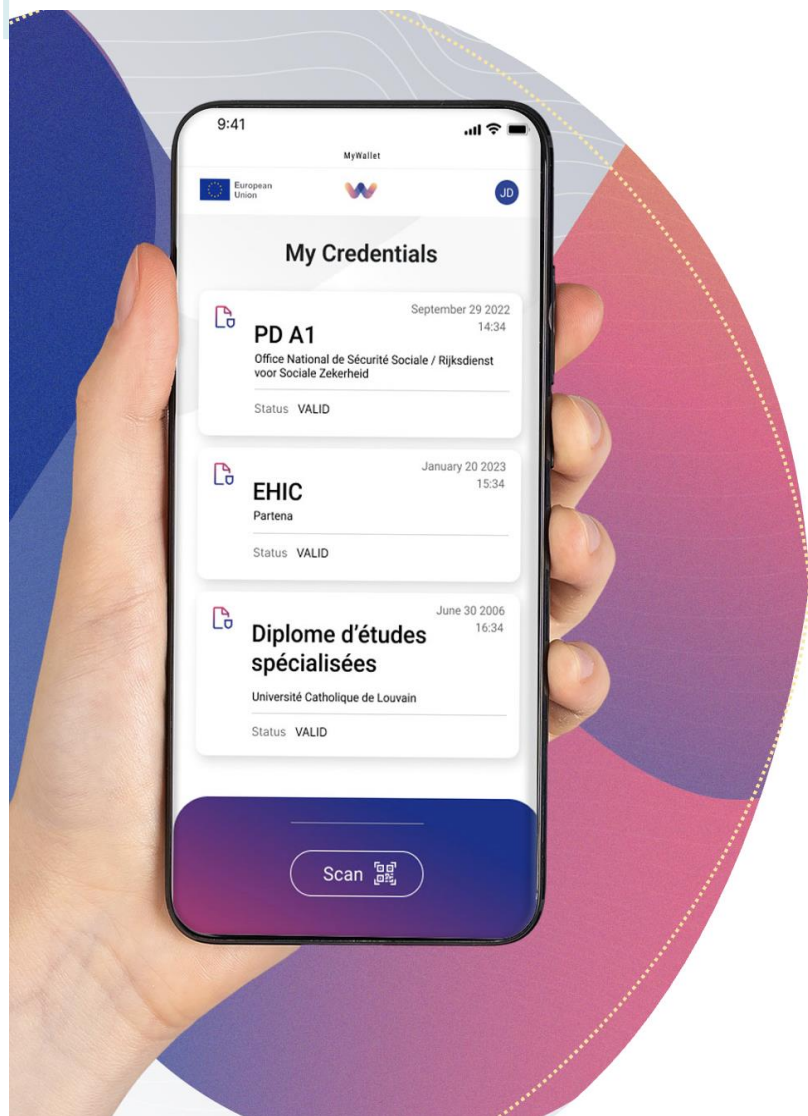 9:41
MyWallet
European
Union
JD
My Credentials
September 29 2022
14:34
PD A1
Office National de Sécurité Sociale / Rijksdienst
voor Sociale Zekerheid
Status VALID
January 20 2023
15:34
EHIC
Partena
Status VALID
June 30 2006
16:34
Diplome d'études
spécialisées
Université Catholique de Louvain
Status VALID
Scan